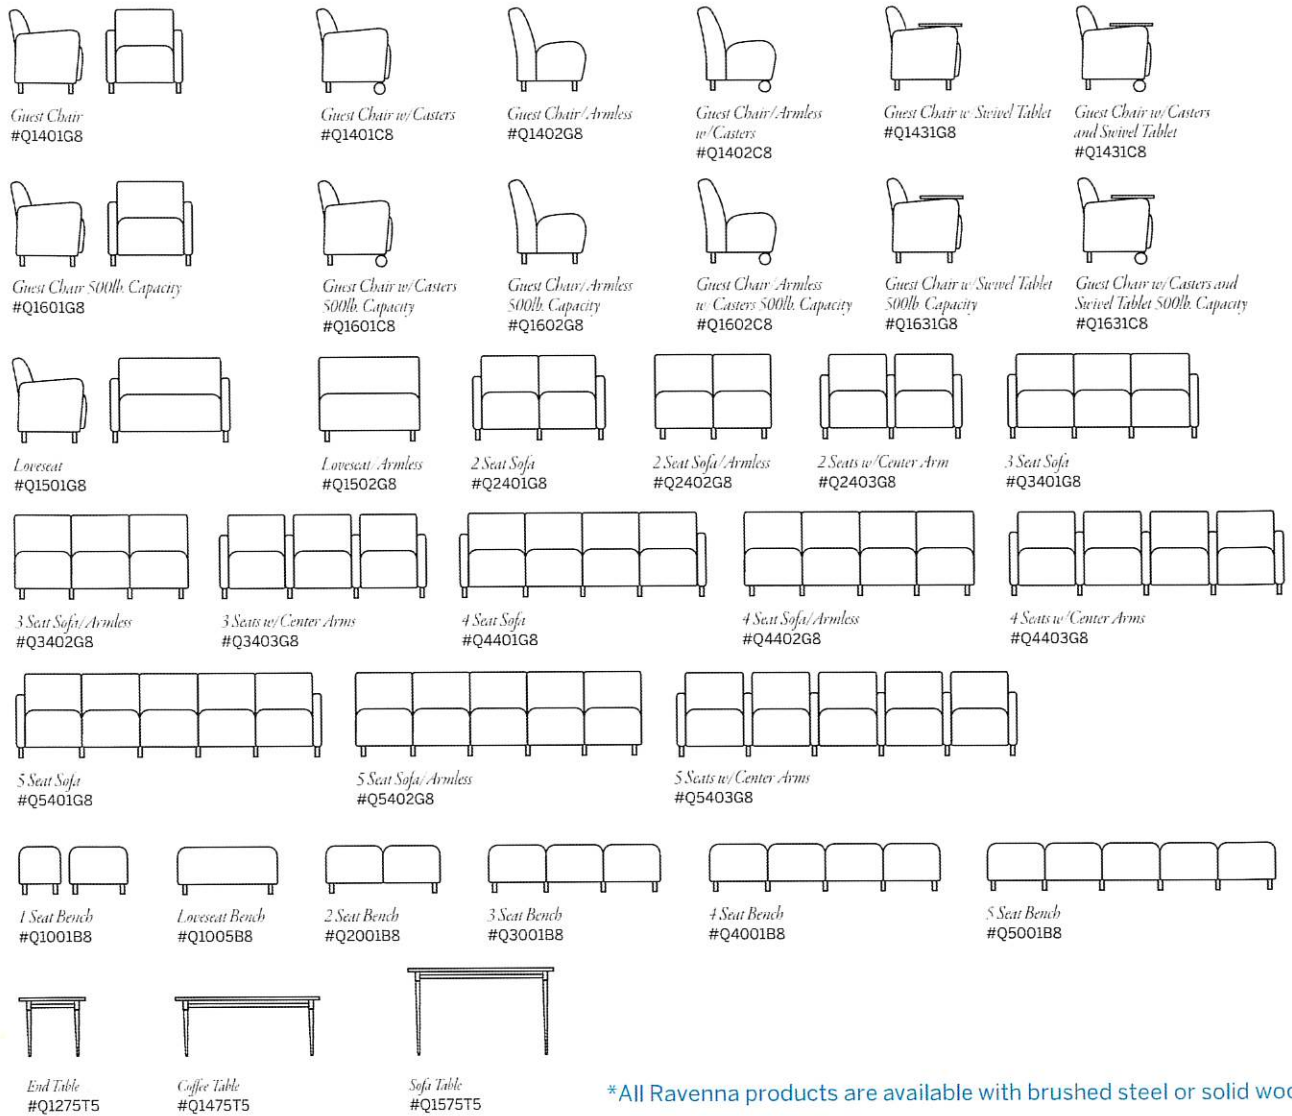 Guest Chair
#Q1401G8
Guest Chair w/Casters
#Q1401C8
Guest Chair/Armless
#Q1402G8
Guest Chair/Armless
w/Casters
#Q1402C8
Guest Chair w/Swivel Tablet
#Q1431G8
Guest Chair w/Casters
and Swivel Tablet
#Q1431C8
Guest Chair 500lb. Capacity
#Q1601G8
Guest Chair w/Casters
500lb. Capacity
#Q1601C8
Guest Chair/Armless
500lb. Capacity
#Q1602G8
Guest Chair/Armless
w/Casters 500lb. Capacity
#Q1602C8
Guest Chair w/Swivel Tablet
500lb. Capacity
#Q1631G8
Guest Chair w/Casters and
Swivel Tablet 500lb. Capacity
#Q1631C8
Loveseat
#Q1501G8
Loveseat/Armless
#Q1502G8
2 Seat Sofa
#Q2401G8
2 Seat Sofa/Armless
#Q2402G8
2 Seats w/Center Arm
#Q2403G8
3 Seat Sofa
#Q3401G8
3 Seat Sofa/Armless
#Q3402G8
3 Seats w/Center Arms
#Q3403G8
4 Seat Sofa
#Q4401G8
4 Seat Sofa/Armless
#Q4402G8
4 Seats w/Center Arms
#Q4403G8
5 Seat Sofa
#Q5401G8
5 Seat Sofa/Armless
#Q5402G8
5 Seats w/Center Arms
#Q5403G8
1 Seat Bench
#Q1001B8
Loveseat Bench
#Q1005B8
2 Seat Bench
#Q2001B8
3 Seat Bench
#Q3001B8
4 Seat Bench
#Q4001B8
5 Seat Bench
#Q5001B8
End Table
#Q1275T5
Coffee Table
#Q1475T5
Sofa Table
#Q1575T5
*All Ravenna products are available with brushed steel or solid woo